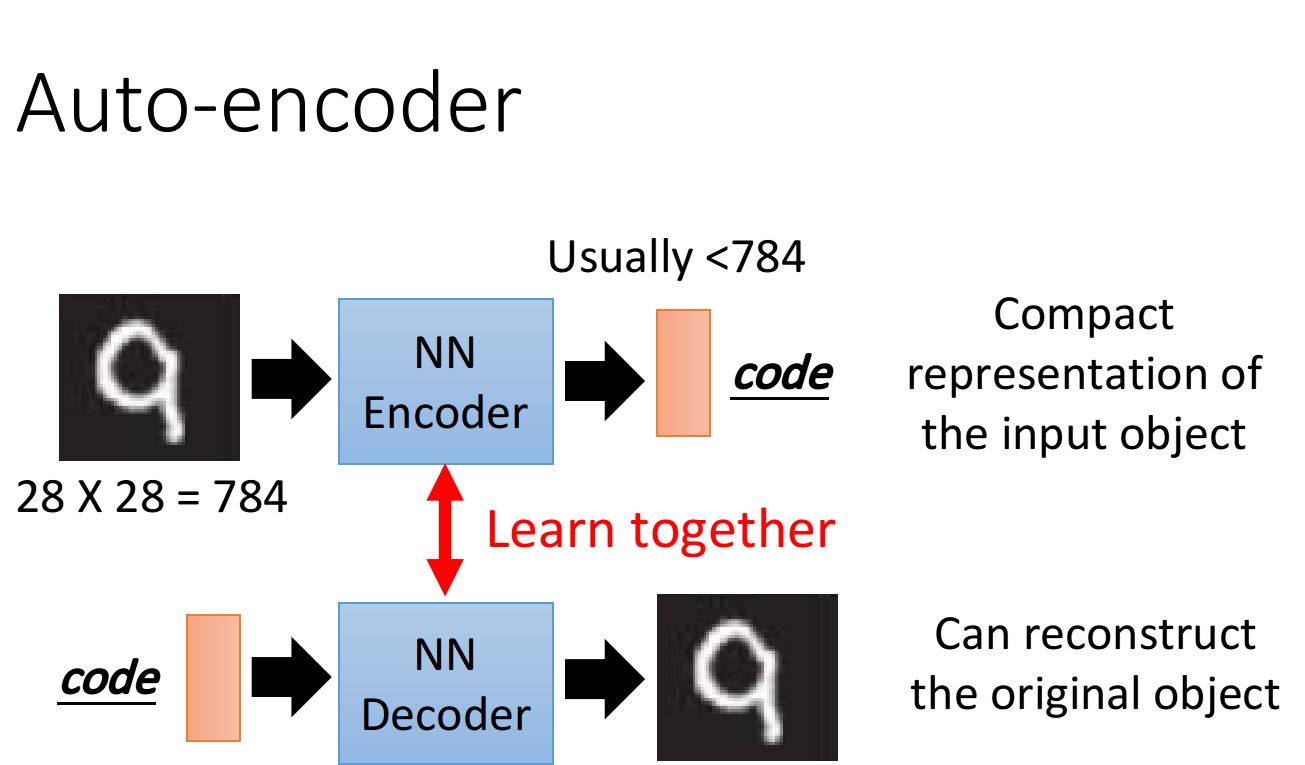 Auto-encoder
Usually <784
NN
Encoder
code
Compact
representation of
the input object
28 X 28 = 784
Learn together
code
NN
Decoder
Can reconstruct
the original object